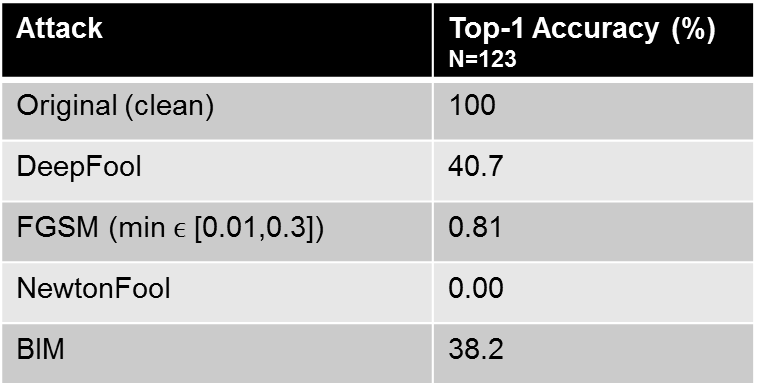 Attack Top-1 Accuracy (%)
N=123
Original (clean) 100
DeepFool 40.7
FGSM (min ϵ [0.01,0.3]) 0.81
NewtonFool 0.00
BIM 38.2